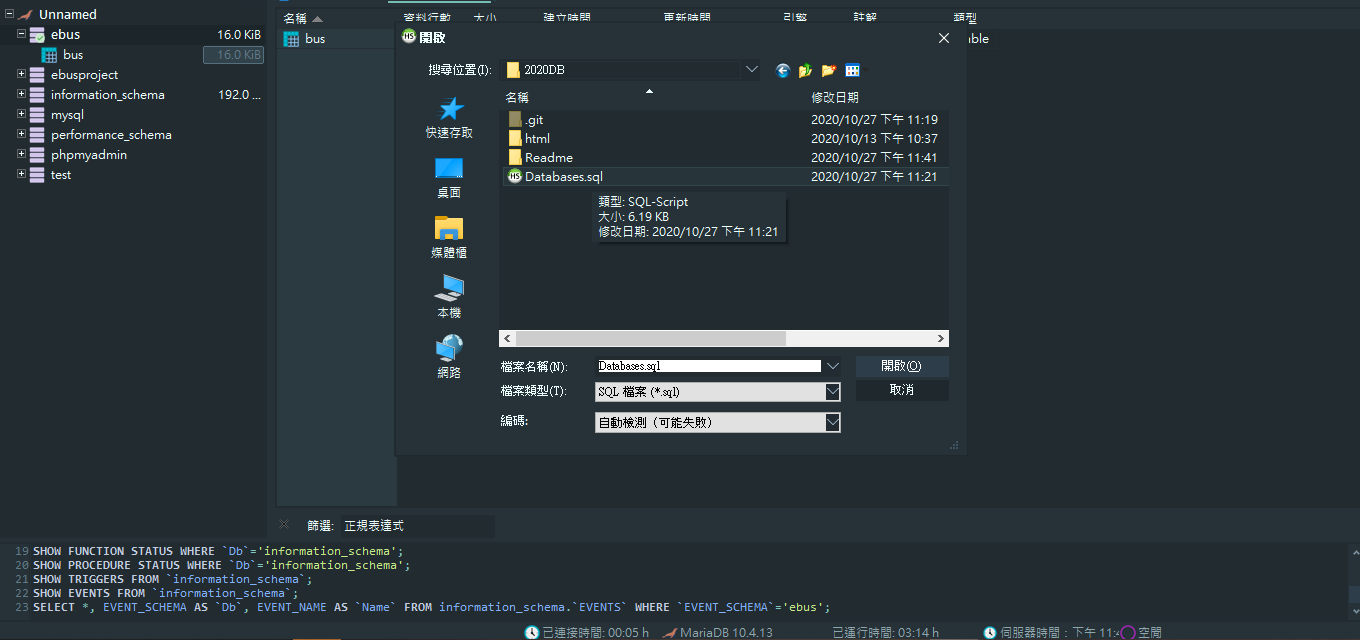 Unnamed
ebus 16.0 KiB
bus 16.0 KiB
ebusproject
information_schema 192.0 ...
mysql
performance_schema
phpmyadmin
test
名稱 資料行數 大小 建立時間 更新時間 引擎 註解 類型
bus
able
開啟
搜尋位置(I): 2020DB
快速存取
桌面
媒體櫃
本機
網路
名稱 修改日期
.git 2020/10/27 下午 11:19
html 2020/10/13 下午 10:37
Readme 2020/10/27 下午 11:41
Databases.sql 2020/10/27 下午 11:21
類型: SQL-Script
大小: 6.19 KB
修改日期: 2020/10/27 下午 11:21
檔案名稱(N): Databases.sql 開啟(O)
檔案類型(T): SQL 檔案 (*.sql) 取消
編碼: 自動檢測（可能失敗）
篩選: 正規表達式
19 SHOW FUNCTION STATUS WHERE `Db`='information_schema';
20 SHOW PROCEDURE STATUS WHERE `Db`='information_schema';
21 SHOW TRIGGERS FROM `information_schema`;
22 SHOW EVENTS FROM `information_schema`;
23 SELECT *, EVENT_SCHEMA AS `Db`, EVENT_NAME AS `Name` FROM information_schema.`EVENTS` WHERE `EVENT_SCHEMA`='ebus';
已連接時間: 00:05 h MariaDB 10.4.13 已運行時間: 03:14 h 伺服器時間：下午 11:4 空閒